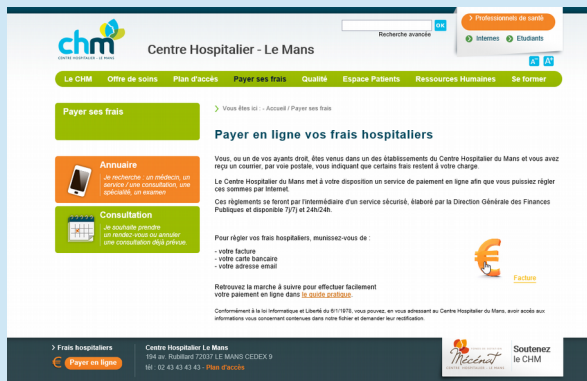 chm
CENTRE HOSPITALIER - LE MANS
Centre Hospitalier - Le Mans
OK
Recherche avancée
> Professionnels de santé
Internes
Etudiants
A- A+
Le CHM Offre de soins Plan d'accès Payer ses frais Qualité Espace Patients Ressources Humaines Se former
Payer ses frais
Vous êtes ici : - Accueil / Payer ses frais
Payer en ligne vos frais hospitaliers
Vous, ou un de vos ayants droit, êtes venus dans un des établissements du Centre Hospitalier du Mans et vous avez
reçu un courrier, par voie postale, vous indiquant que certains frais restent à votre charge.
Le Centre Hospitalier du Mans met à votre disposition un service de paiement en ligne afin que vous puissiez régler
ces sommes par Internet.
Ces règlements se feront par l'intermédiaire d'un service sécurisé, élaboré par la Direction Générale des Finances
Publiques et disponible 7j/7j et 24h/24h.
Annuaire
Je recherche : un médecin, un
service / une consultation, une
spécialité, un examen
Consultation
Je souhaite prendre
un rendez-vous ou annuler
une consultation déjà prévue.
Pour régler vos frais hospitaliers, munissez-vous de :
- votre facture
- votre carte bancaire
- votre adresse email
€
Facture
Retrouvez la marche à suivre pour effectuer facilement
votre paiement en ligne dans le guide pratique.
Conformément à la loi Informatique et Liberté du 6/1/1978, vous pouvez, en vous adressant au Centre Hospitalier du Mans, avoir accès aux
informations vous concernant contenues dans notre fichier et demander leur rectification.
> Frais hospitaliers
€ Payer en ligne
Centre Hospitalier Le Mans
194 av. Rubillard 72037 LE MANS CEDEX 9
tél : 02 43 43 43 43 - Plan d'accès
Mécénat
CENTRE HOSPITALIER - LE MANS
Soutenez
le CHM